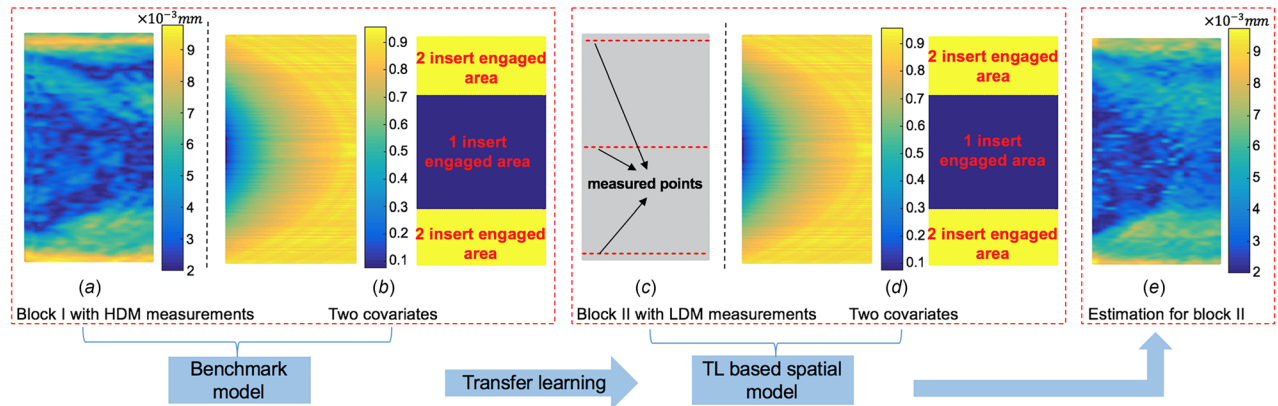 ×10⁻³mm
9
8
7
6
5
4
3
2
(a)
Block I with HDM measurements
0.9
0.8
0.7
0.6
0.5
0.4
0.3
0.2
0.1
2 insert engaged
area
1 insert
engaged area
2 insert engaged
area
(b)
Two covariates
measured points
(c)
Block II with LDM measurements
0.9
0.8
0.7
0.6
0.5
0.4
0.3
0.2
0.1
2 insert engaged
area
1 insert
engaged area
2 insert engaged
area
(d)
Two covariates
×10⁻³mm
9
8
7
6
5
4
3
2
(e)
Estimation for block II
Benchmark
model
Transfer learning
TL based spatial
model